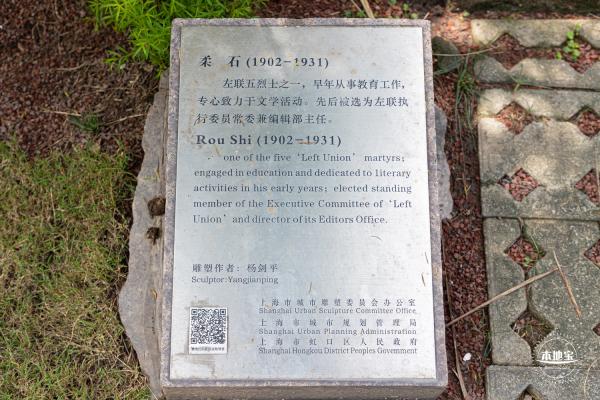 柔 石 (1902-1931)
左联五烈士之一，早年从事教育工作，
专心致力于文学活动。先后被选为左联执
行委员常委兼编辑部主任。
Rou Shi (1902-1931)
one of the five ‘Left Union’ martyrs;
engaged in education and dedicated to literary
activities in his early years; elected standing
member of the Executive Committee of ‘Left
Union’ and director of its Editors Office.
雕塑作者：杨剑平
Sculptor:Yangjianping
上海市城市雕塑委员会办公室
Shanghai Urban Sculpture Committee Office
上海市城市规划管理局
Shanghai Urban Planning Administration
上海市虹口区人民政府
Shanghai Hongkou District Peoples Government
本地宝